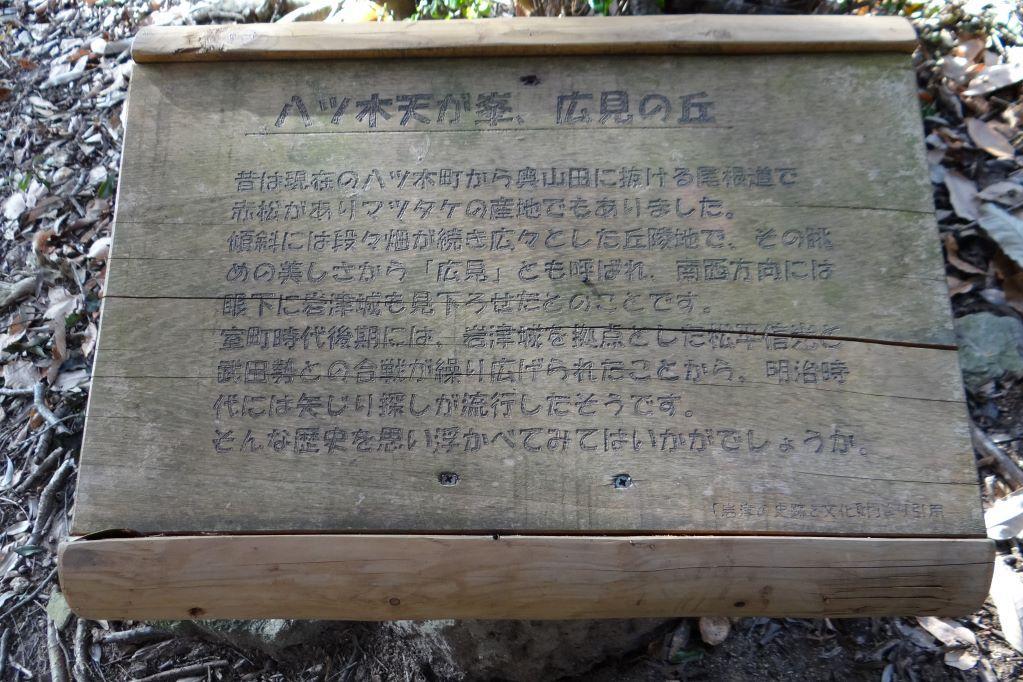 八ツ木天が峯、広見の丘
昔は現在の八ツ木町から奥山田に抜ける尾根道で
赤松がありマツタケの産地でもありました。
傾斜には段々畑が続き広々とした丘陵地で、その眺
めの美しさから「広見」とも呼ばれ、南西方向には
眼下に岩津城も見下ろせたとのことです。
室町時代後期には、岩津城を拠点とした松平信光と
武田勢との合戦が繰り広げられたことから、明治時
代には矢じり探しが流行したそうです。
そんな歴史を思い浮かべてみてはいかがでしょうか。
「岩津の史跡と文化財」より引用